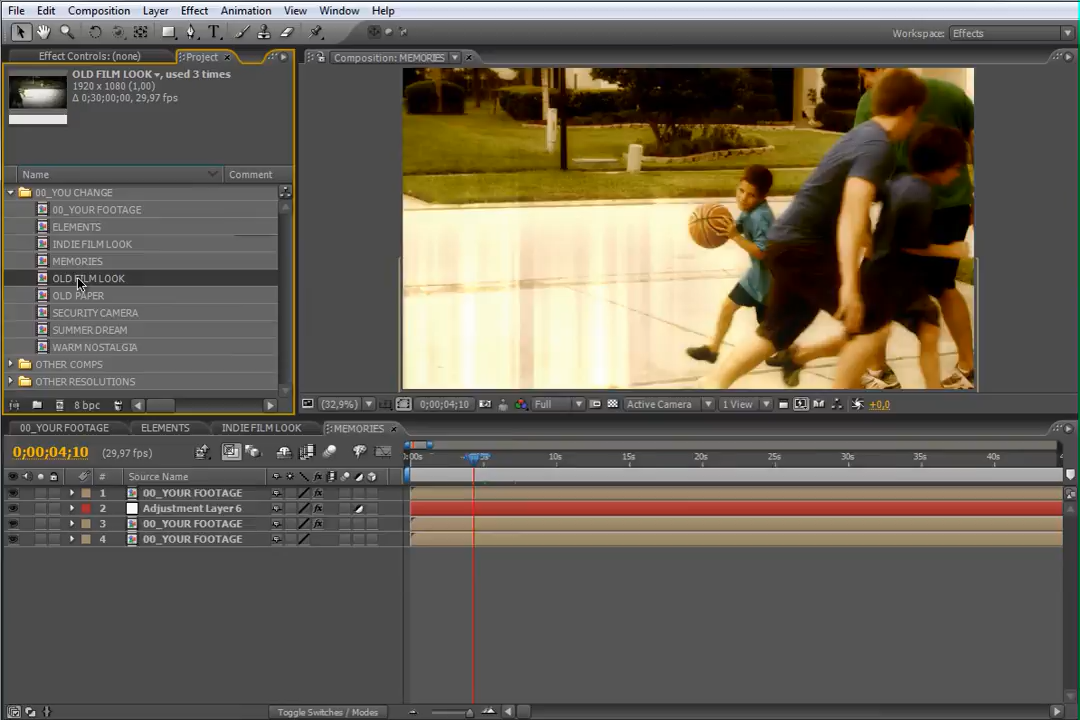 File Edit Composition Layer Effect Animation View Window Help
Workspace: Effects
Effect Controls: (none) Project Composition: MEMORIES
OLD FILM LOOK, used 3 times
1920 x 1080 (1,00)
Δ 0;30;00;00, 29,97 fps
Name Comment
00_YOU CHANGE
00_YOUR FOOTAGE
ELEMENTS
INDIE FILM LOOK
MEMORIES
OLD FILM LOOK
OLD PAPER
SECURITY CAMERA
SUMMER DREAM
WARM NOSTALGIA
OTHER COMPS
OTHER RESOLUTIONS
8 bpc (32,9%) 0;00;04;10 Full Active Camera 1 View +0,0
00_YOUR FOOTAGE ELEMENTS INDIE FILM LOOK MEMORIES
0;00;04;10 (29,97 fps)
:00s 5s 10s 15s 20s 25s 30s 35s 40s
# Source Name
1 00_YOUR FOOTAGE fx
2 Adjustment Layer 6
3 00_YOUR FOOTAGE fx
4 00_YOUR FOOTAGE
Toggle Switches / Modes